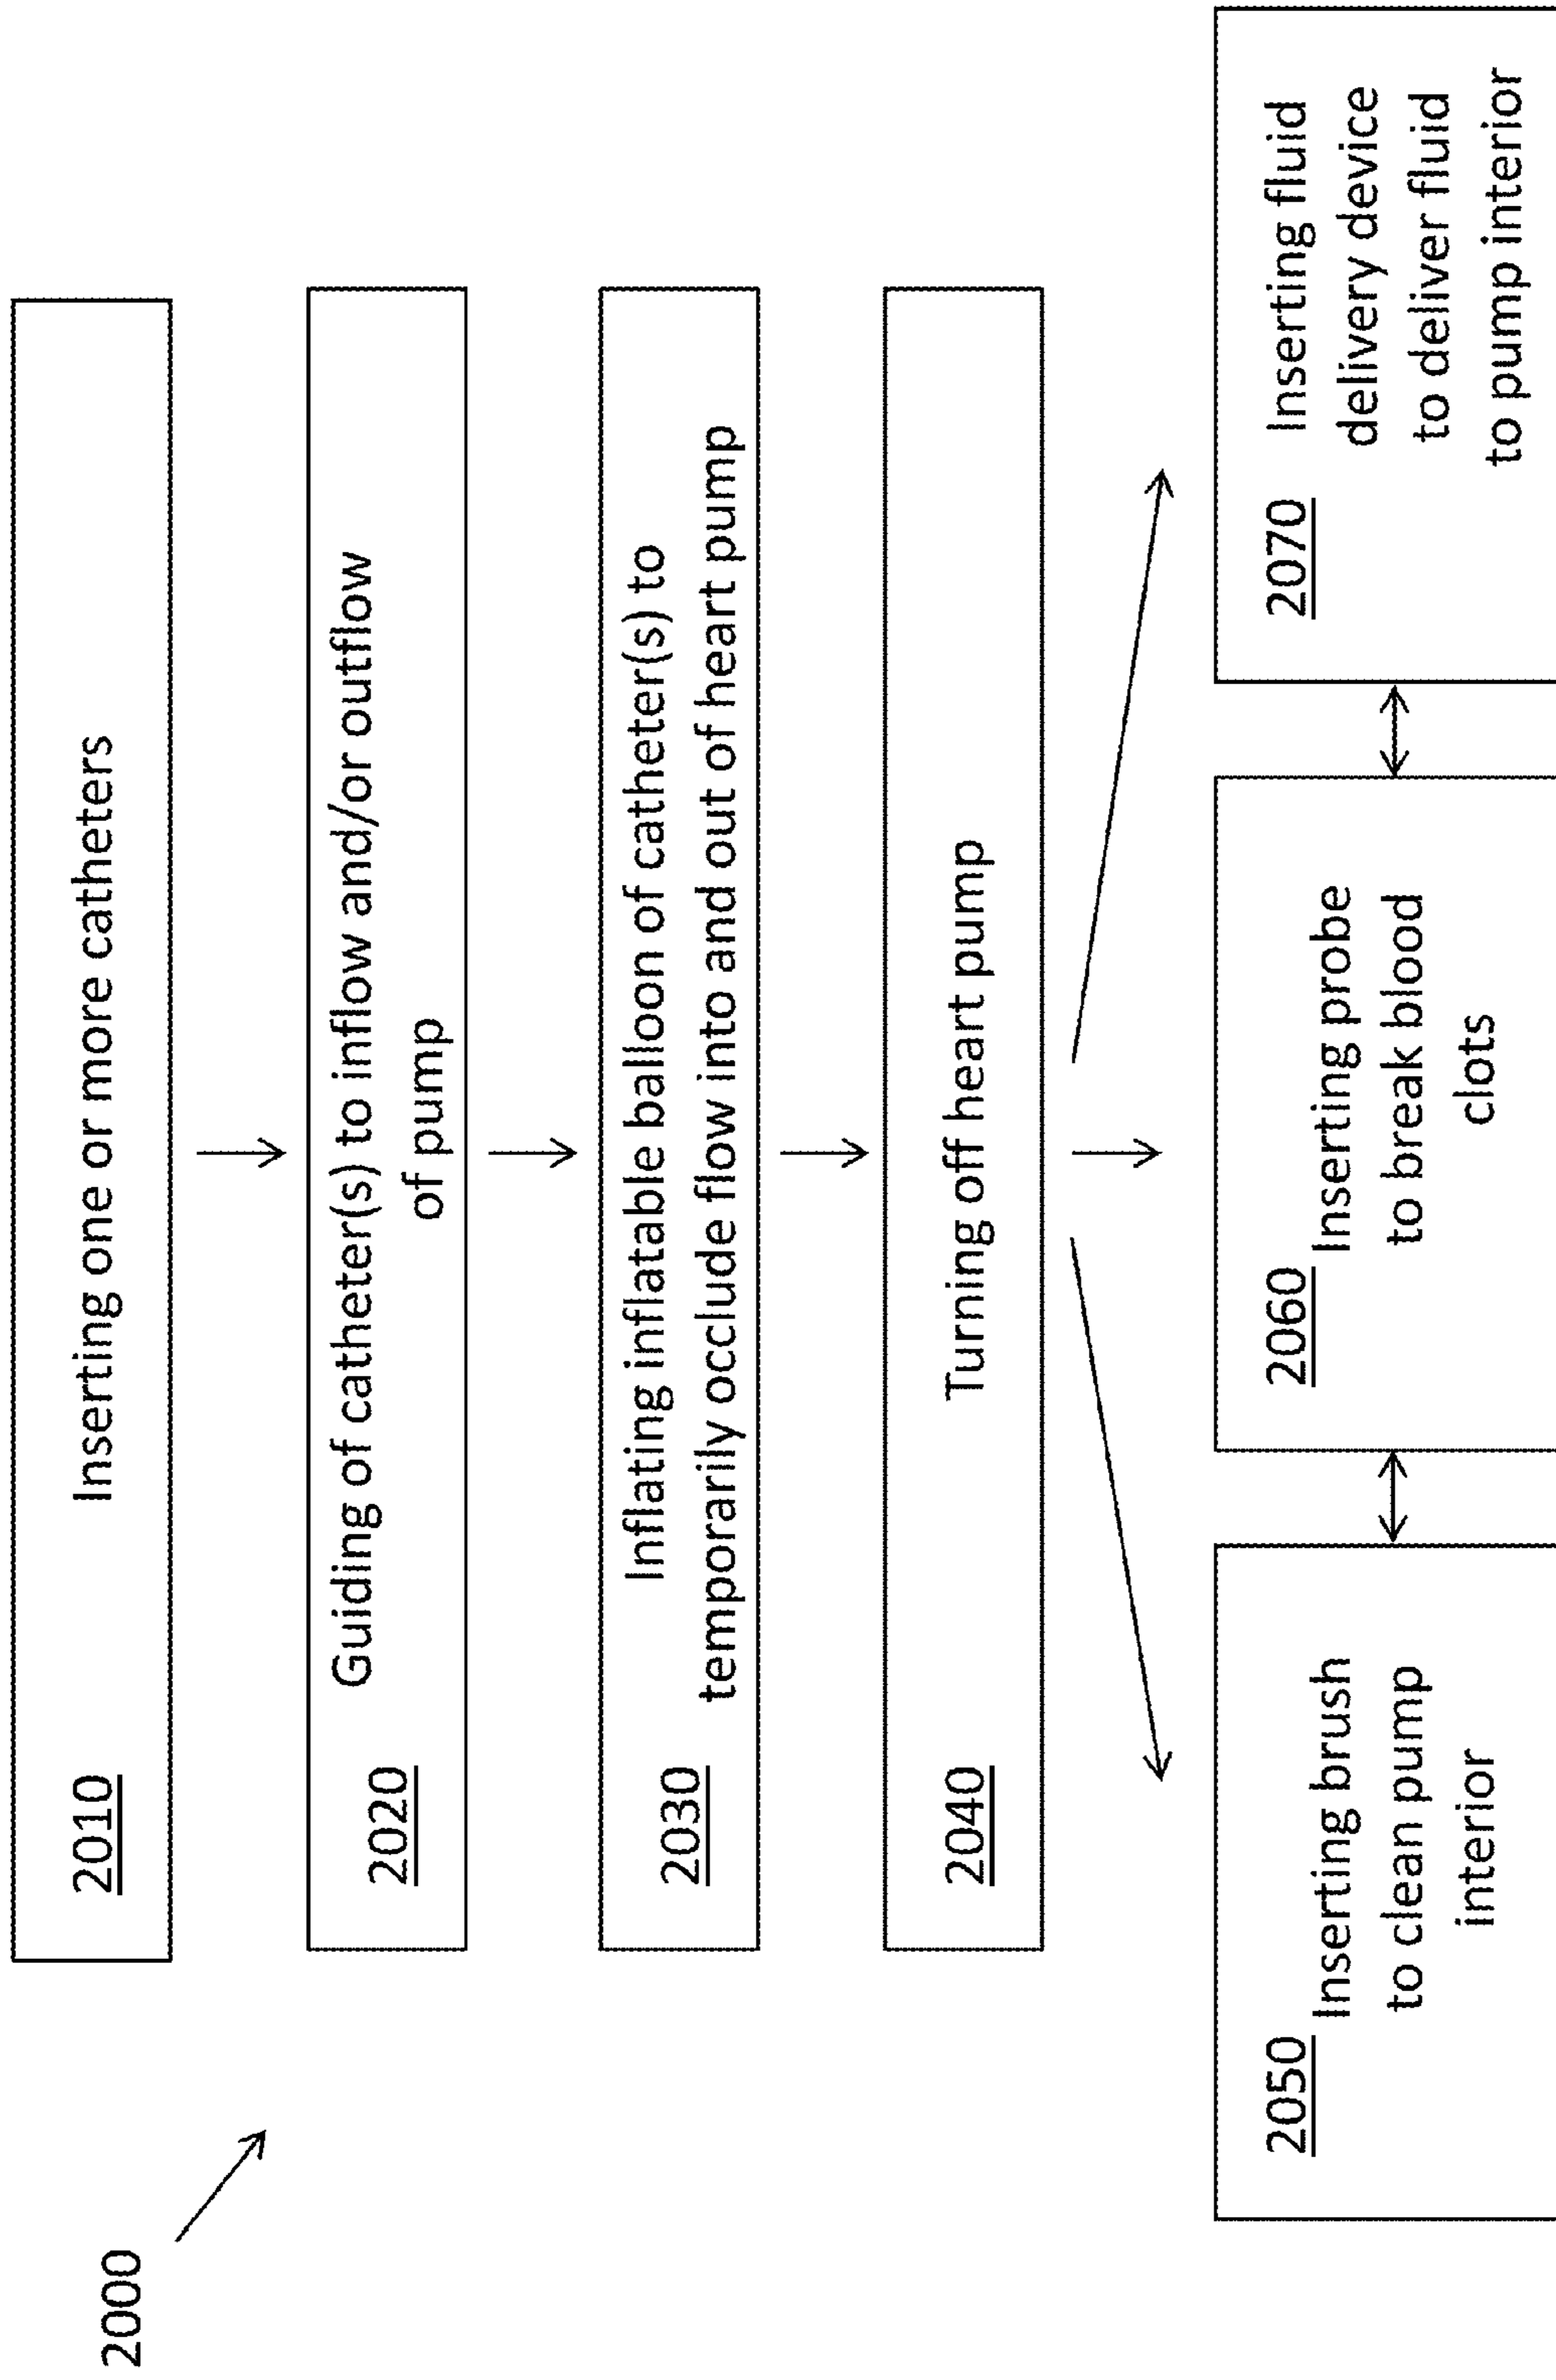 2000
2010 Inserting one or more catheters
2020 Guiding of catheter(s) to inflow and/or outflow
of pump
Inflating inflatable balloon of catheter(s) to
2030 temporarily occlude flow into and out of heart pump
2040 Turning off heart pump
2050 Inserting brush
to clean pump
interior
2060 Inserting probe
to break blood
clots
2070 Inserting fluid
delivery device
to deliver fluid
to pump interior